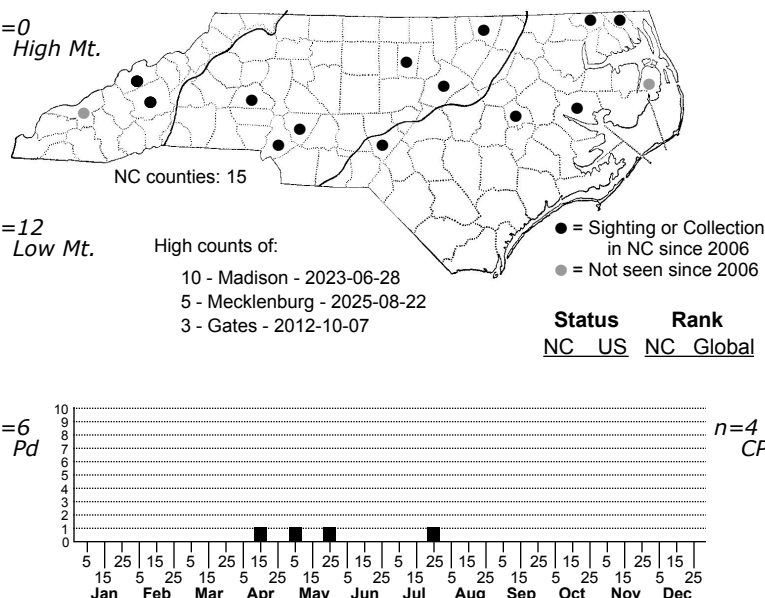 =0
High Mt.
NC counties: 15
=12
Low Mt.
High counts of:
10 - Madison - 2023-06-28
5 - Mecklenburg - 2025-08-22
3 - Gates - 2012-10-07
= Sighting or Collection
in NC since 2006
= Not seen since 2006
Status Rank
NC US NC Global
=6
Pd
n=4
CP
10
9
8
7
6
5
4
3
2
1
0
5 25 15 5 25 15 5 25 15 5 25 15 5 25 15 5 25 15
15 5 25 15 5 25 15 5 25 15 5 25 15 5 25 15 5 25
Jan Feb Mar Apr May Jun Jul Aug Sep Oct Nov Dec